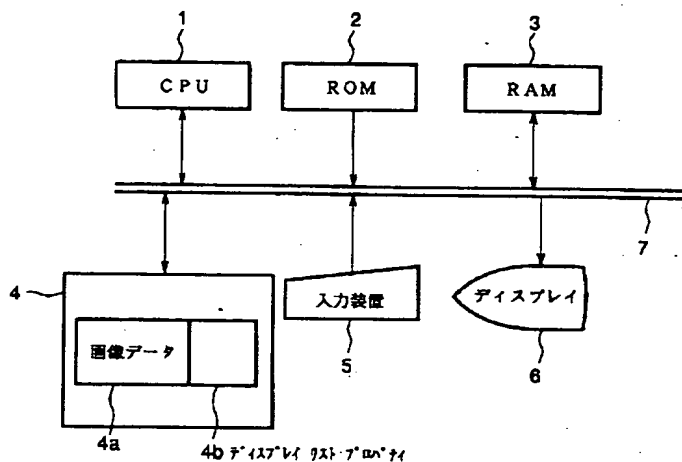 1
2
3
CPU
ROM
RAM
7
4
画像データ
入力装置
ディスプレイ
5
6
4a
4b ディスプレイ リスト・プロパティ